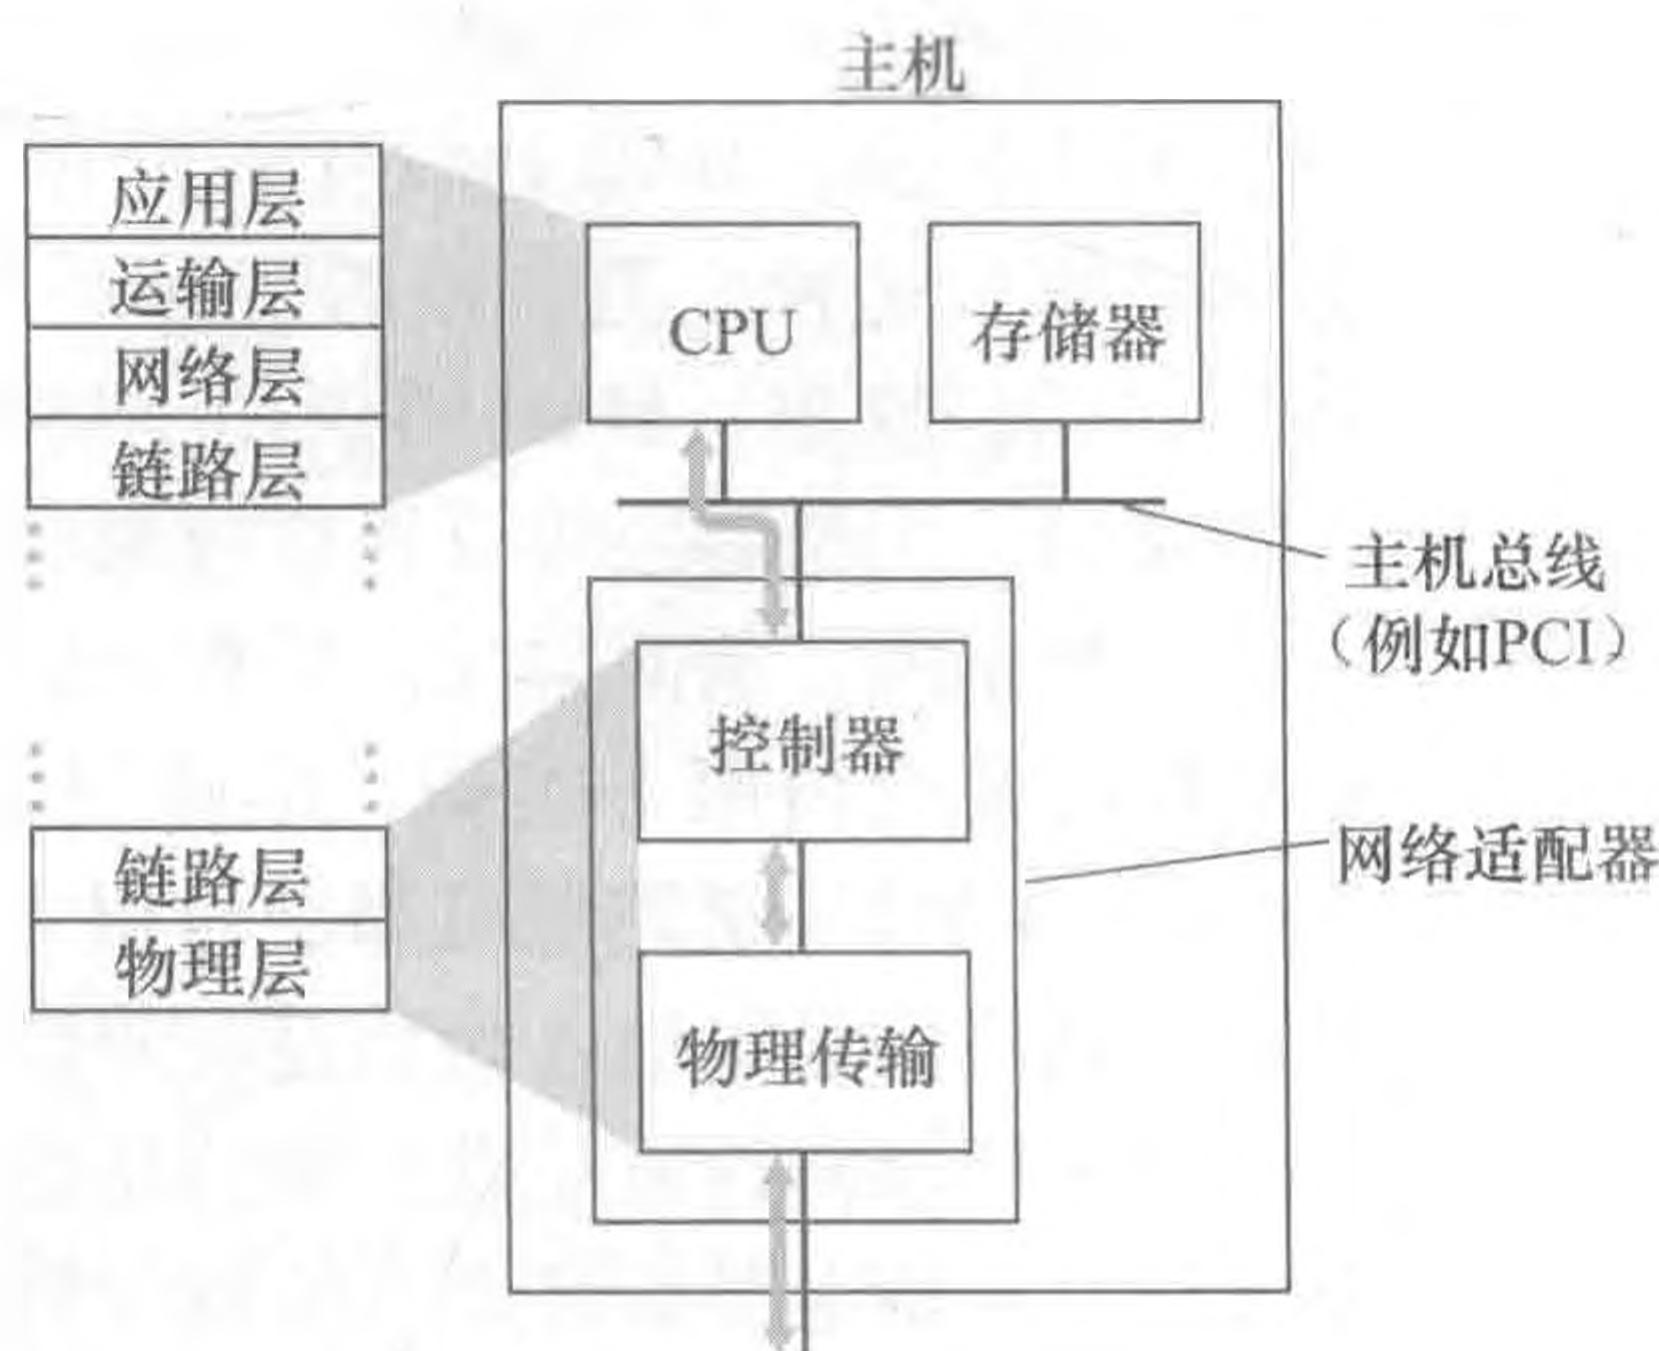 主机
应用层
运输层
网络层
链路层
CPU
存储器
主机总线
（例如PCI）
控制器
网络适配器
链路层
物理层
物理传输